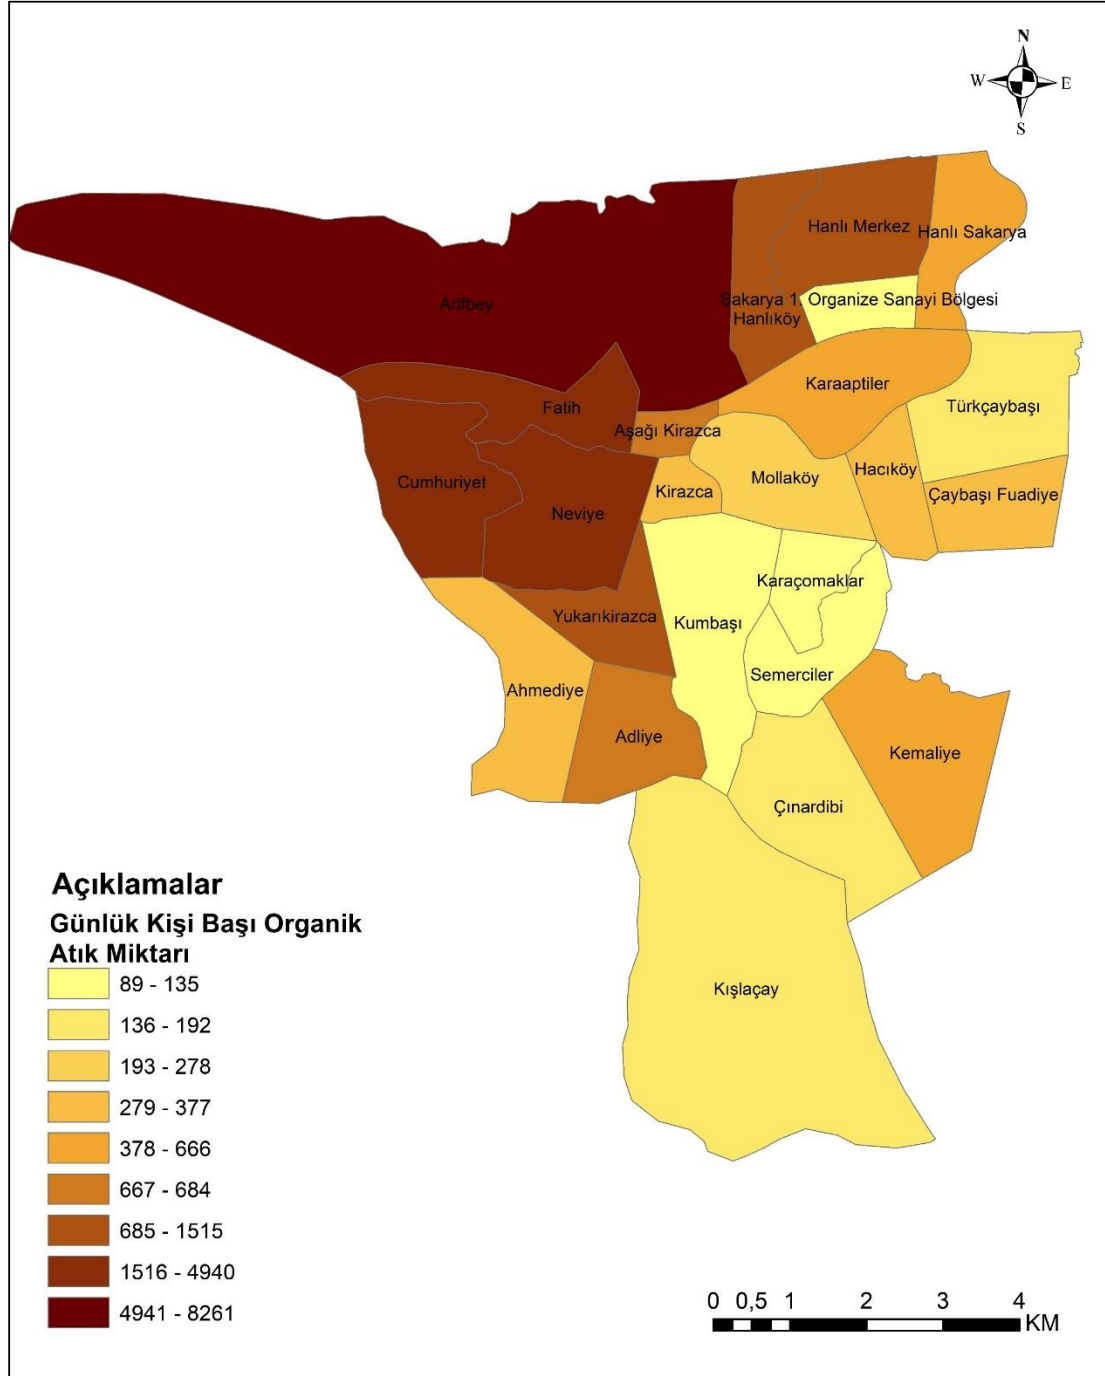 N
W E
S
Hanlı Merkez
Hanlı Sakarya
Arifbey
Sakarya 1. Organize Sanayi Bölgesi
Hanlıköy
Karaaptiler
Türkçaybaşı
Fatih
Aşağı Kirazca
Cumhuriyet
Mollaköy
Hacıköy
Kirazca
Çaybaşı Fuadiye
Neviye
Karaçomaklar
Yukarıkirazca
Kumbaşı
Semerciler
Ahmediye
Adliye
Kemaliye
Çınardibi
Kışlaçay
Açıklamalar
Günlük Kişi Başı Organik
Atık Miktarı
89 - 135
136 - 192
193 - 278
279 - 377
378 - 666
667 - 684
685 - 1515
1516 - 4940
4941 - 8261
0 0,5 1 2 3 4
KM